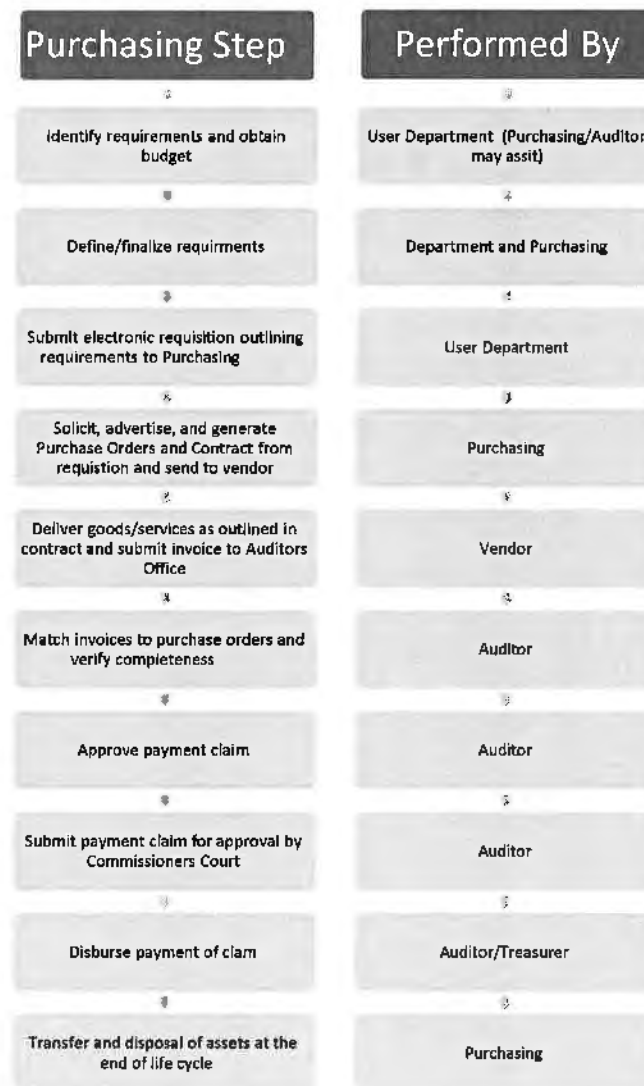 Purchasing Step
Performed By
Identify requirements and obtain
budget
User Department (Purchasing/Auditor
may assit)
Define/finalize requirments
Department and Purchasing
Submit electronic requisition outlining
requirements to Purchasing
User Department
Solicit, advertise, and generate
Purchase Orders and Contract from
requistion and send to vendor
Purchasing
Deliver goods/services as outlined in
contract and submit invoice to Auditors
Office
Vendor
Match invoices to purchase orders and
verify completeness
Auditor
Approve payment claim
Auditor
Submit payment claim for approval by
Commissioners Court
Auditor
Disburse payment of clam
Auditor/Treasurer
Transfer and disposal of assets at the
end of life cycle
Purchasing